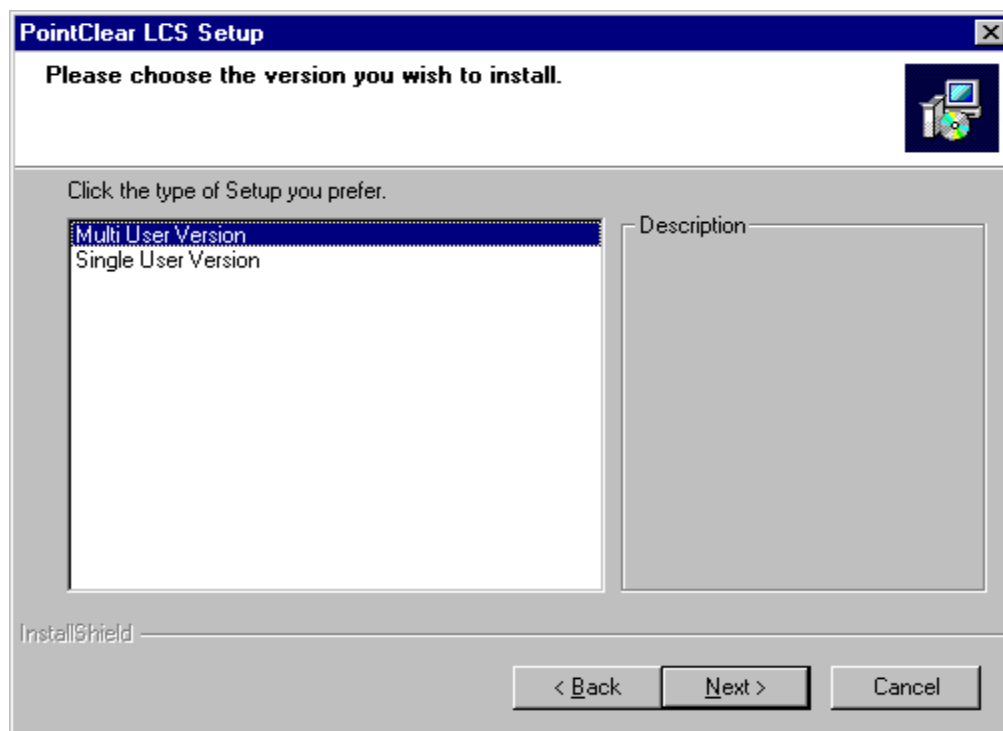 PointClear LCS Setup
Please choose the version you wish to install.
Click the type of Setup you prefer.
Multi User Version
Single User Version
Description
InstallShield
< Back
Next >
Cancel